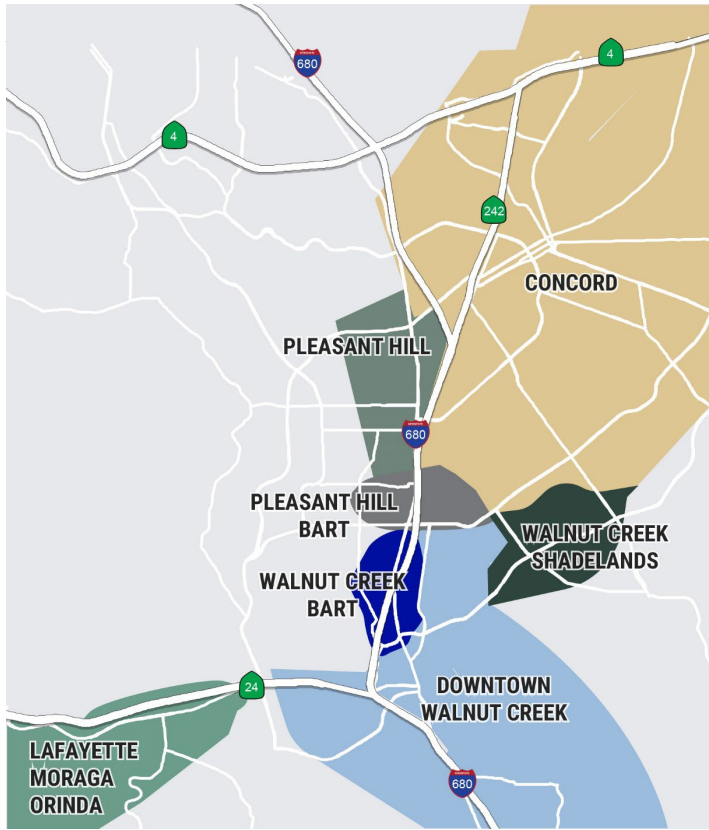 680
4
4
242
CONCORD
PLEASANT HILL
680
PLEASANT HILL
BART
WALNUT CREEK
SHADELANDS
WALNUT CREEK
BART
24
DOWNTOWN
WALNUT CREEK
LAFAYETTE
MORAGA
ORINDA
680